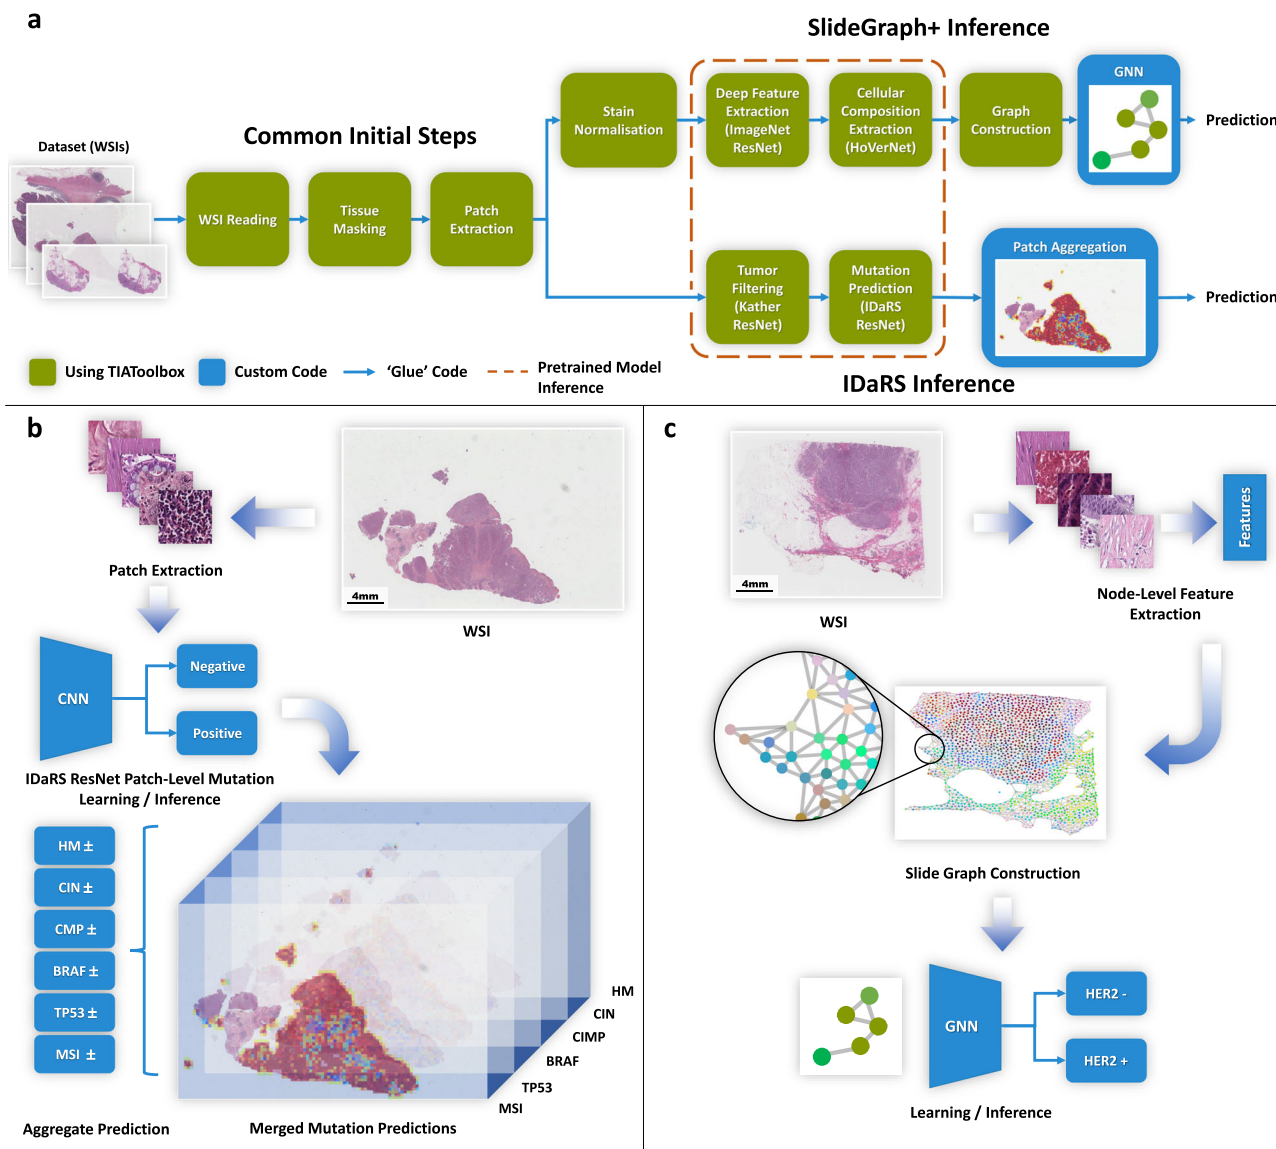 a
SlideGraph+ Inference
Common Initial Steps
Dataset (WSIs)
WSI Reading
Tissue
Masking
Patch
Extraction
Stain
Normalisation
Deep Feature
Extraction
(ImageNet
ResNet)
Cellular
Composition
Extraction
(HoVerNet)
Graph
Construction
GNN
Prediction
Tumor
Filtering
(Kather
ResNet)
Mutation
Prediction
(IDaRS
ResNet)
Patch Aggregation
Prediction
IDaRS Inference
Using TIAToolbox
Custom Code
‘Glue’ Code
Pretrained Model
Inference
b
Patch Extraction
4mm
WSI
CNN
Negative
Positive
IDaRS ResNet Patch-Level Mutation
Learning / Inference
HM ±
CIN ±
CMP ±
BRAF ±
TP53 ±
MSI ±
Aggregate Prediction
HM
CIN
CIMP
BRAF
TP53
MSI
Merged Mutation Predictions
c
4mm
WSI
Features
Node-Level Feature
Extraction
Slide Graph Construction
GNN
HER2 -
HER2 +
Learning / Inference